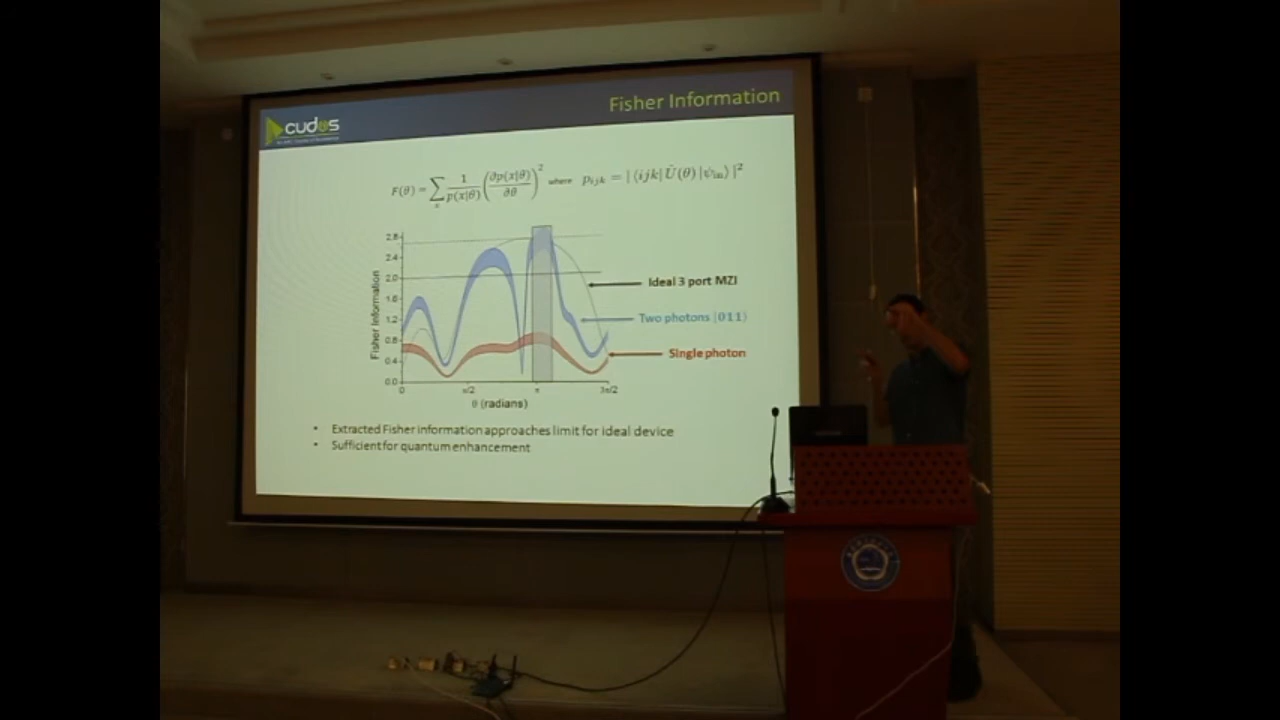 Fisher Information
cudos
F(θ) = ∑ₓ 1/p(x|θ) (∂p(x|θ)/∂θ)² where pᵢⱼₖ = |⟨ijk| Û(θ) |ψᵢₙ⟩|²
2.8
2.4
2.0
1.6
1.2
0.8
0.4
0.0
Fisher Information
0 π/2 π 3π/2
θ (radians)
Ideal 3 port MZI
Two photons |011⟩
Single photon
• Extracted Fisher information approaches limit for ideal device
• Sufficient for quantum enhancement